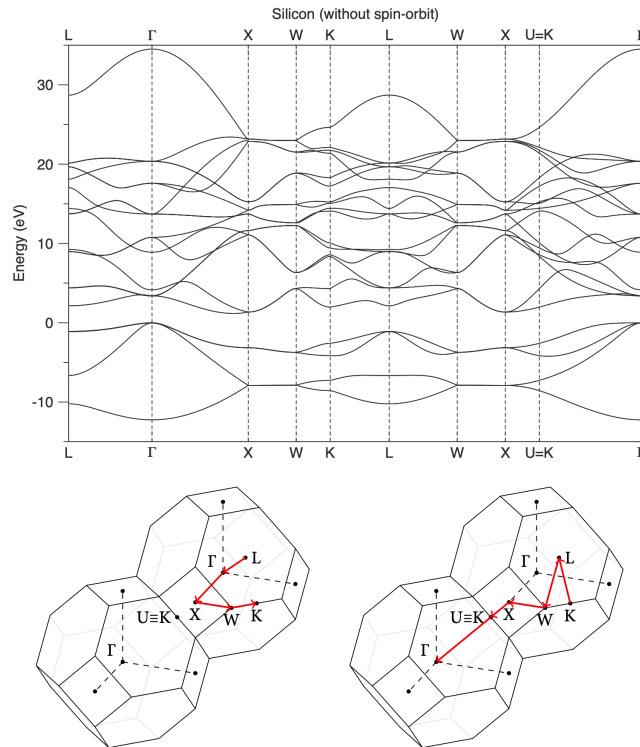 Silicon (without spin-orbit)
L Γ X W K L W X U=K Γ
30
20
10
0
-10
Energy (eV)
L Γ X W K L W X U=K Γ
Γ L
X
U≡K W K
Γ
Γ L
X
U≡K W K
Γ